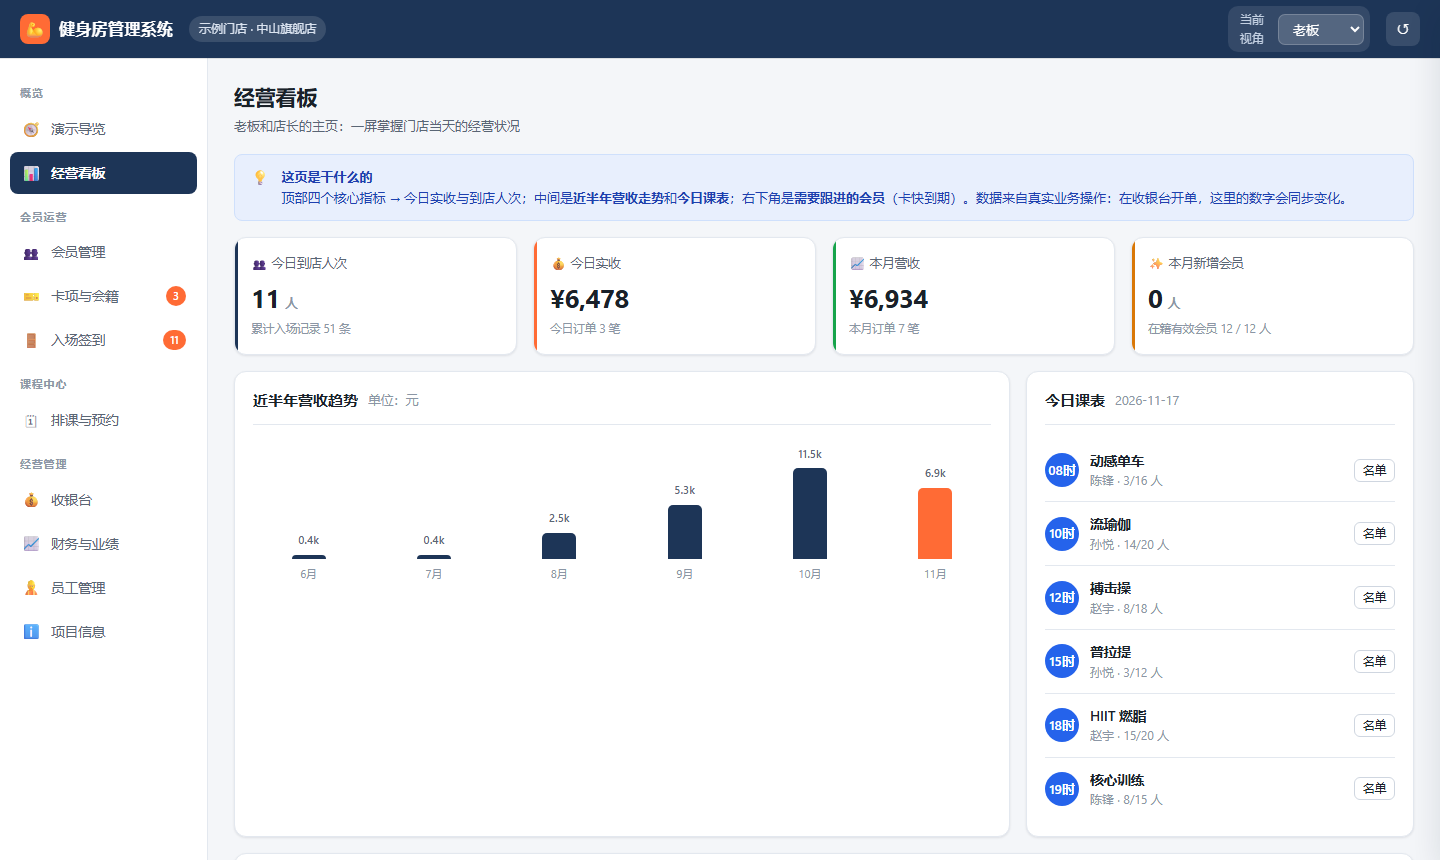 健身房管理系统
示例门店 · 中山旗舰店
当前
视角
老板
↺
概览
演示导览
经营看板
会员运营
会员管理
卡项与会籍
3
入场签到
11
课程中心
排课与预约
经营管理
收银台
财务与业绩
员工管理
项目信息
经营看板
老板和店长的主页：一屏掌握门店当天的经营状况
这页是干什么的
顶部四个核心指标 → 今日实收与到店人次；中间是近半年营收走势和今日课表；右下角是需要跟进的会员（卡快到期）。数据来自真实业务操作：在收银台开单，这里的数字会同步变化。
今日到店人次
11 人
累计入场记录 51 条
今日实收
¥6,478
今日订单 3 笔
本月营收
¥6,934
本月订单 7 笔
本月新增会员
0 人
在籍有效会员 12 / 12 人
近半年营收趋势 单位：元
0.4k
0.4k
2.5k
5.3k
11.5k
6.9k
6月
7月
8月
9月
10月
11月
今日课表 2026-11-17
08时
动感单车
陈锋 · 3/16 人
名单
10时
流瑜伽
孙悦 · 14/20 人
名单
12时
搏击操
赵宇 · 8/18 人
名单
15时
普拉提
孙悦 · 3/12 人
名单
18时
HIIT 燃脂
赵宇 · 15/20 人
名单
19时
核心训练
陈锋 · 8/15 人
名单